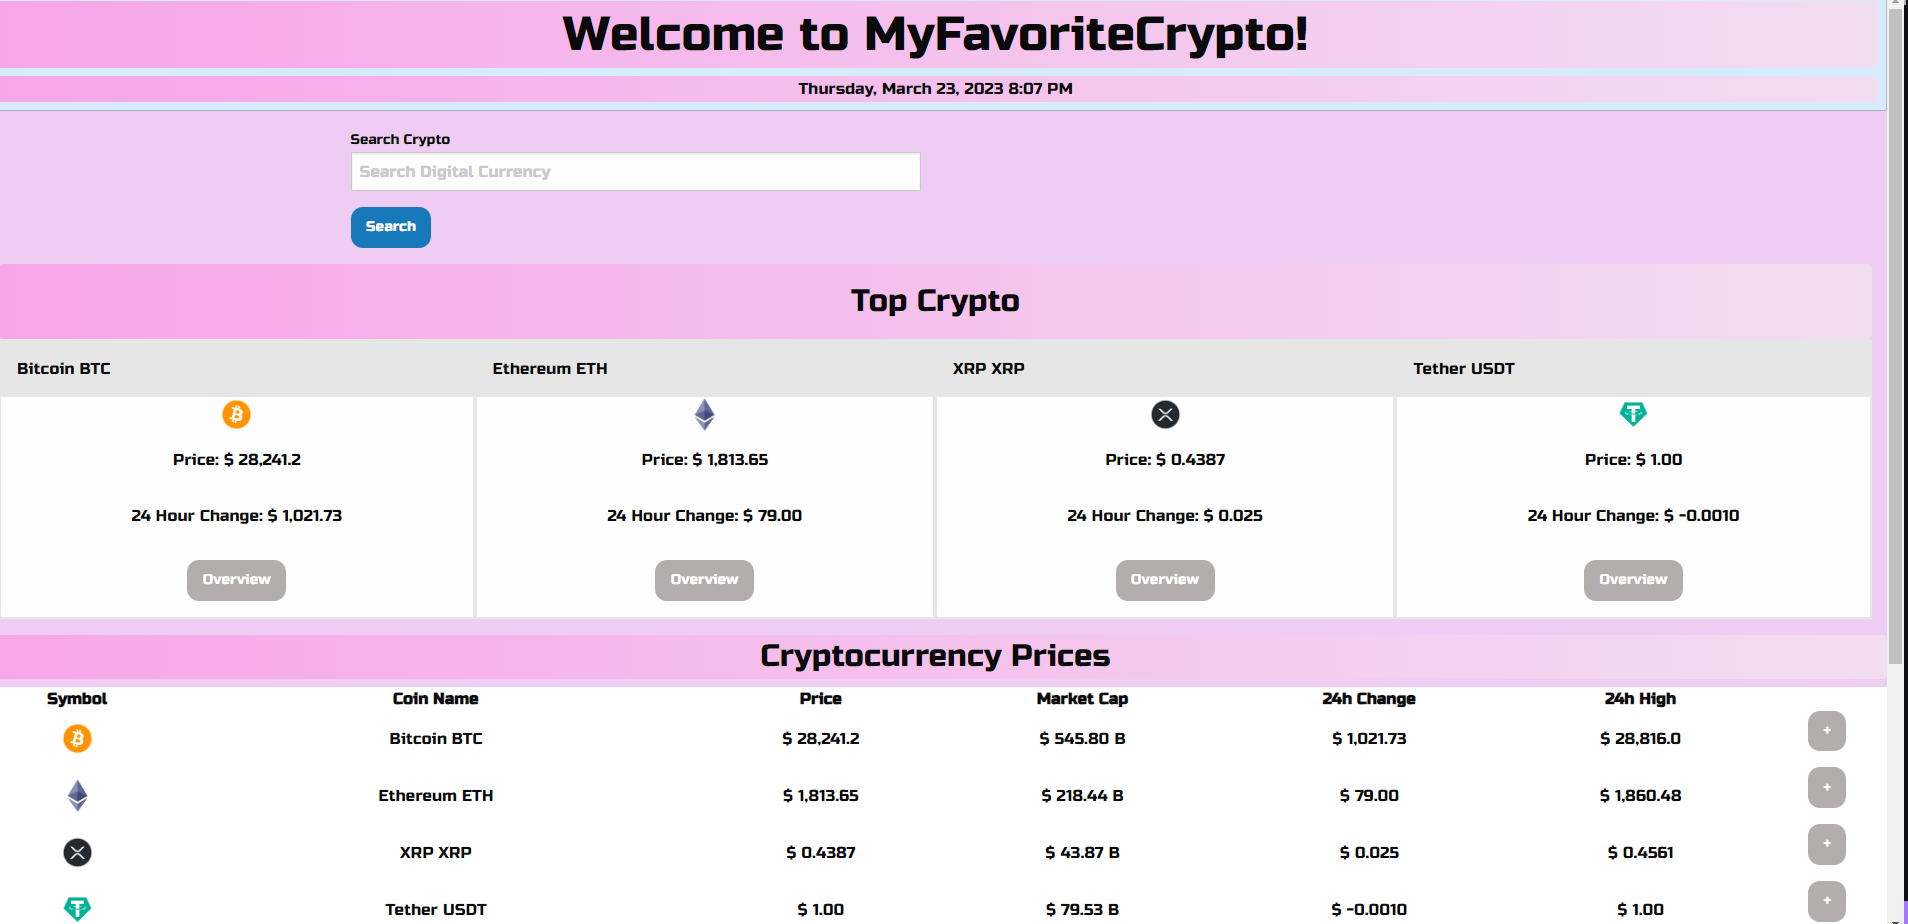 Welcome to MyFavoriteCrypto!
Thursday, March 23, 2023 8:07 PM
Search Crypto
Search Digital Currency
Search
Top Crypto
Bitcoin BTC Ethereum ETH XRP XRP Tether USDT
Price: $ 28,241.2 Price: $ 1,813.65 Price: $ 0.4387 Price: $ 1.00
24 Hour Change: $ 1,021.73 24 Hour Change: $ 79.00 24 Hour Change: $ 0.025 24 Hour Change: $ -0.0010
Overview Overview Overview Overview
Cryptocurrency Prices
Symbol Coin Name Price Market Cap 24h Change 24h High
Bitcoin BTC $ 28,241.2 $ 545.80 B $ 1,021.73 $ 28,816.0 +
Ethereum ETH $ 1,813.65 $ 218.44 B $ 79.00 $ 1,860.48 +
XRP XRP $ 0.4387 $ 43.87 B $ 0.025 $ 0.4561 +
Tether USDT $ 1.00 $ 79.53 B $ -0.0010 $ 1.00 +